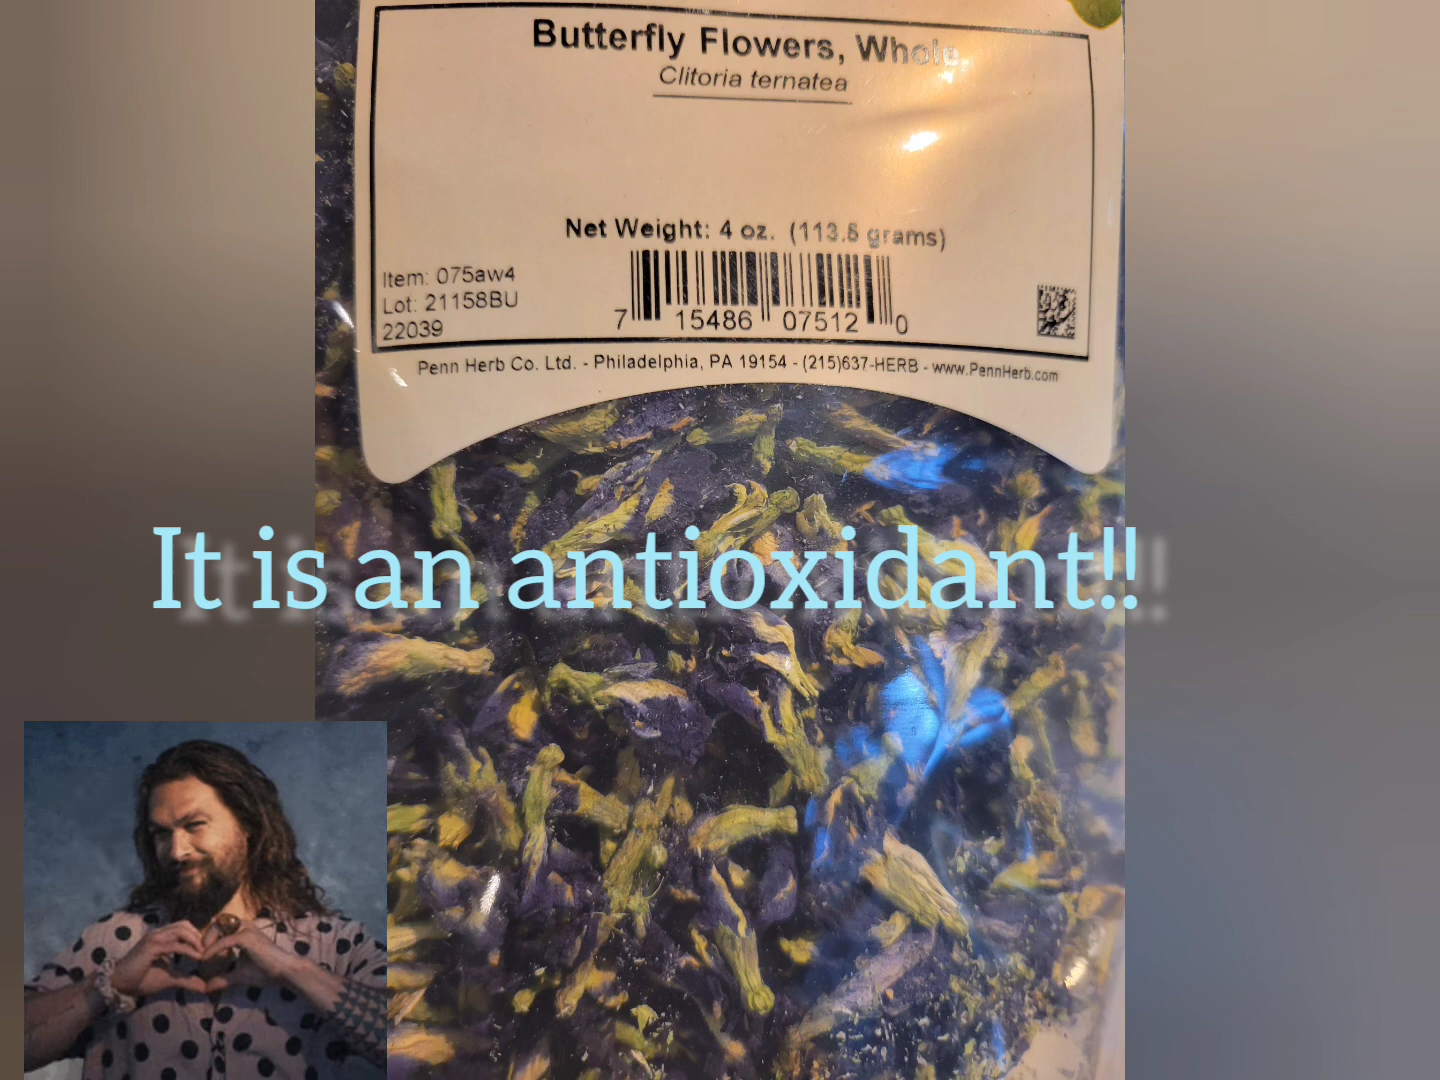 Butterfly Flowers, Whole
Clitoria ternatea
Net Weight: 4 oz. (113.5 grams)
Item: 075aw4
Lot: 21158BU
22039
7 15486 07512 0
Penn Herb Co. Ltd. - Philadelphia, PA 19154 - (215)637-HERB - www.PennHerb.com
It is an antioxidant!!